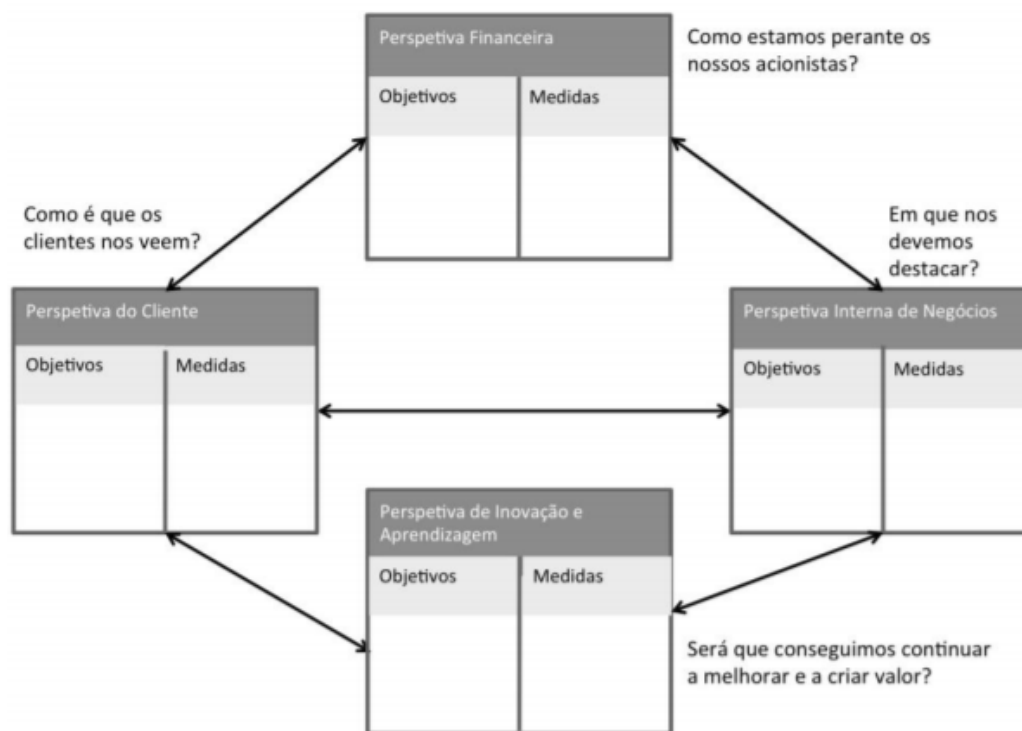 Perspetiva Financeira
Como estamos perante os
nossos acionistas?
Objetivos
Medidas
Como é que os
clientes nos veem?
Em que nos
devemos
destacar?
Perspetiva do Cliente
Objetivos
Medidas
Perspetiva Interna de Negócios
Objetivos
Medidas
Perspetiva de Inovação e
Aprendizagem
Objetivos
Medidas
Será que conseguimos continuar
a melhorar e a criar valor?